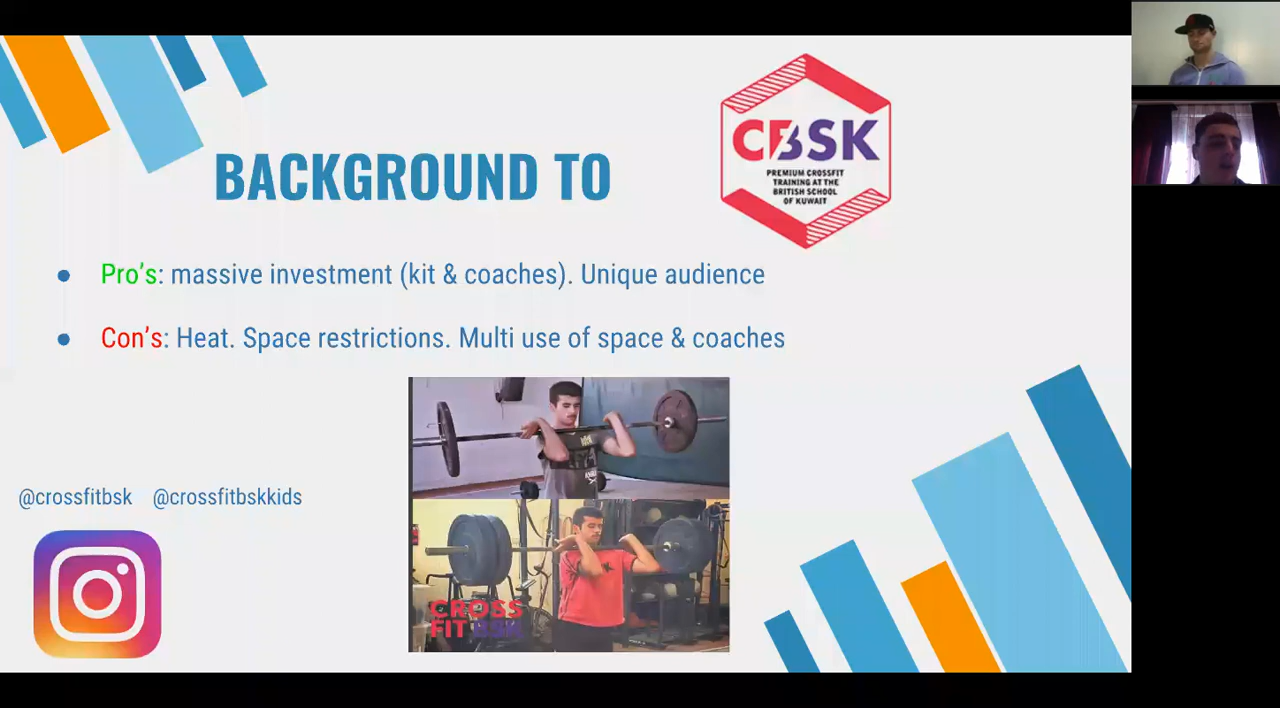 BACKGROUND TO
CBSK
PREMIUM CROSSFIT
TRAINING AT THE
BRITISH SCHOOL
OF KUWAIT
● Pro's: massive investment (kit & coaches). Unique audience
● Con's: Heat. Space restrictions. Multi use of space & coaches
@crossfitbsk @crossfitbskkids
CROSS
FIT BSK